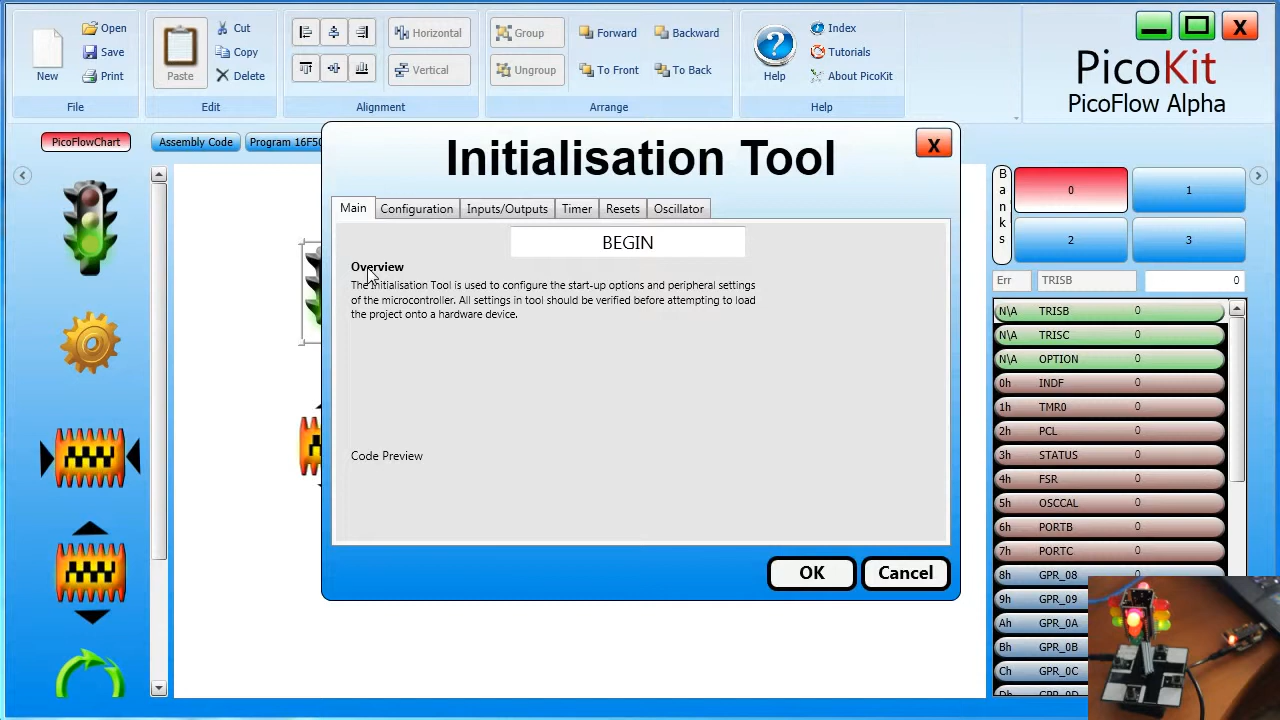 New
Open
Save
Print
File
Paste
Cut
Copy
Delete
Edit
Horizontal
Vertical
Alignment
Group
Ungroup
Forward
Backward
To Front
To Back
Arrange
Help
Index
Tutorials
About PicoKit
Help
X
PicoKit
PicoFlow Alpha
PicoFlowChart
Assembly Code
Program 16F50
Initialisation Tool
X
Main
Configuration
Inputs/Outputs
Timer
Resets
Oscillator
BEGIN
Overview
The Initialisation Tool is used to configure the start-up options and peripheral settings
of the microcontroller. All settings in tool should be verified before attempting to load
the project onto a hardware device.
Code Preview
OK
Cancel
Banks
0
1
2
3
Err TRISB 0
N\A TRISB 0
N\A TRISC 0
N\A OPTION 0
0h INDF 0
1h TMR0 0
2h PCL 0
3h STATUS 0
4h FSR 0
5h OSCCAL 0
6h PORTB 0
7h PORTC 0
8h GPR_08 0
9h GPR_09
Ah GPR_0A
Bh GPR_0B
Ch GPR_0C